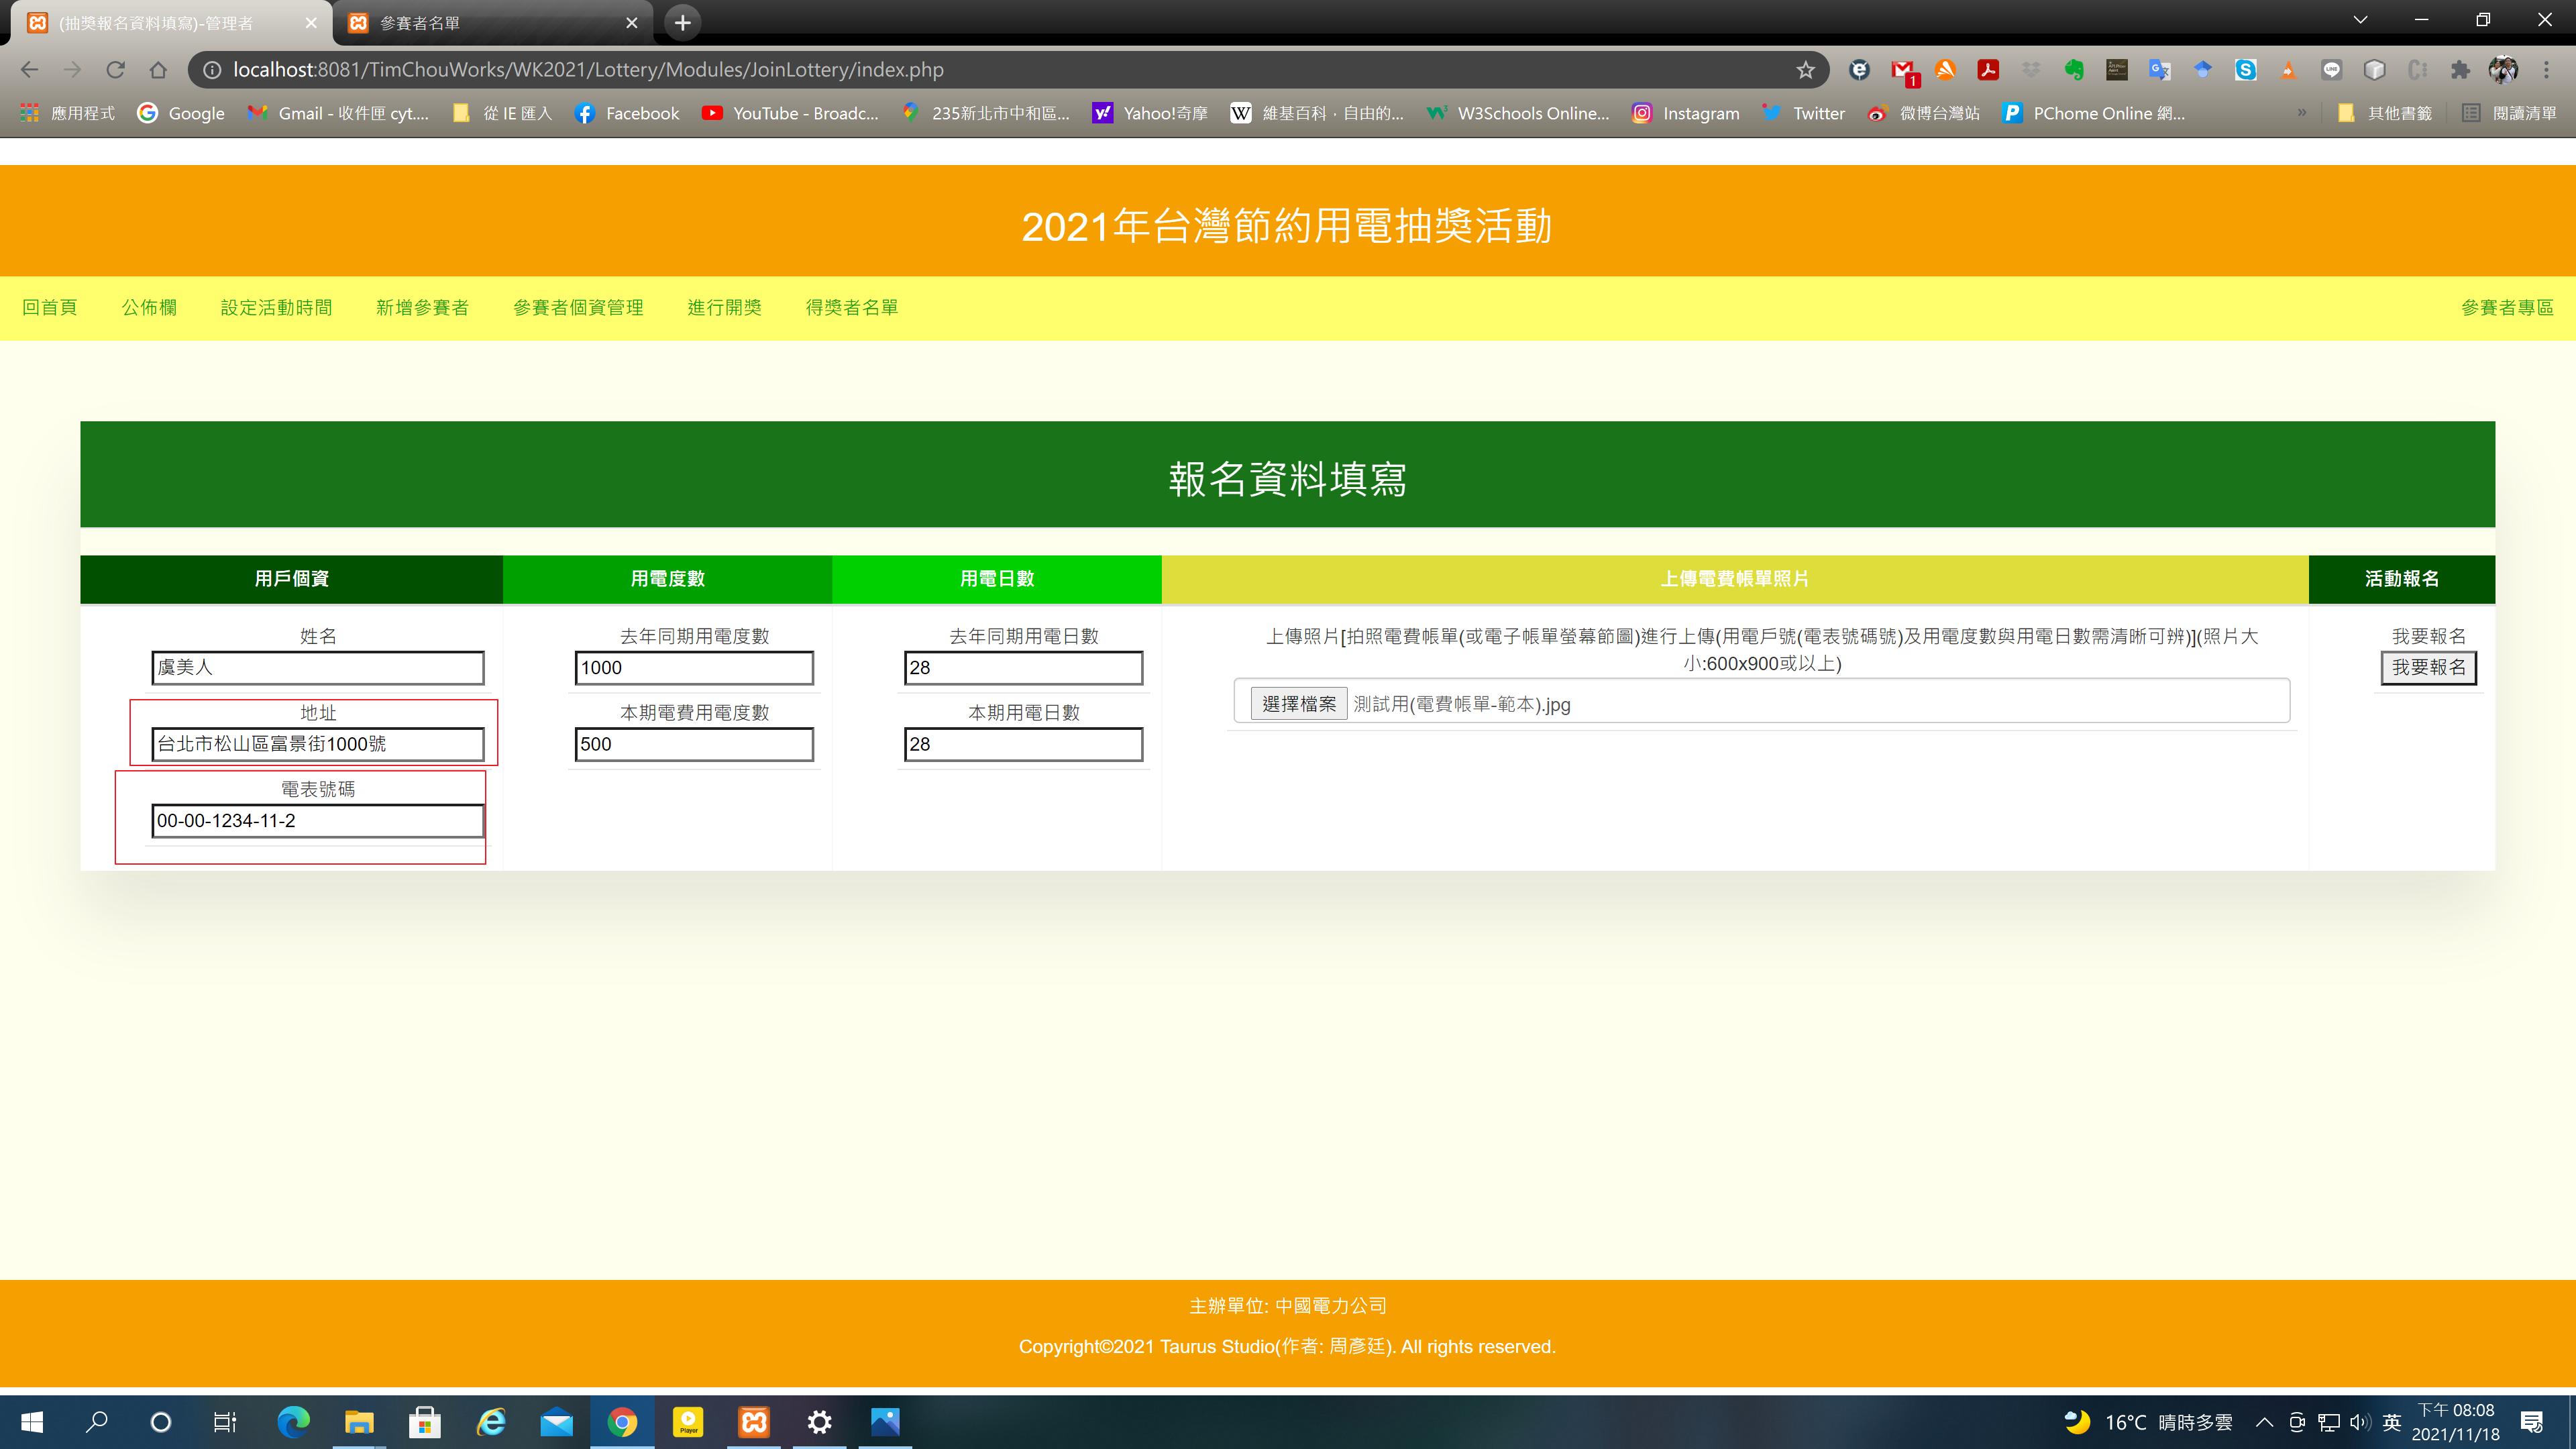 (抽獎報名資料填寫)-管理者
參賽者名單
localhost:8081/TimChouWorks/WK2021/Lottery/Modules/JoinLottery/index.php
1
應用程式
Google
Gmail - 收件匣 cyt....
從 IE 匯入
Facebook
YouTube - Broadc...
235新北市中和區...
Yahoo!奇摩
維基百科，自由的...
W3Schools Online...
Instagram
Twitter
微博台灣站
PChome Online 網...
»
其他書籤
閱讀清單
2021年台灣節約用電抽獎活動
回首頁
公佈欄
設定活動時間
新增參賽者
參賽者個資管理
進行開獎
得獎者名單
參賽者專區
報名資料填寫
用戶個資
用電度數
用電日數
上傳電費帳單照片
活動報名
姓名
虞美人
地址
台北市松山區富景街1000號
電表號碼
00-00-1234-11-2
去年同期用電度數
1000
本期電費用電度數
500
去年同期用電日數
28
本期用電日數
28
上傳照片[拍照電費帳單(或電子帳單螢幕節圖)進行上傳(用電戶號(電表號碼號)及用電度數與用電日數需清晰可辨)](照片大
小:600x900或以上)
選擇檔案 測試用(電費帳單-範本).jpg
我要報名
我要報名
主辦單位: 中國電力公司
Copyright©2021 Taurus Studio(作者: 周彥廷). All rights reserved.
Player
16°C 晴時多雲
英
下午 08:08
2021/11/18